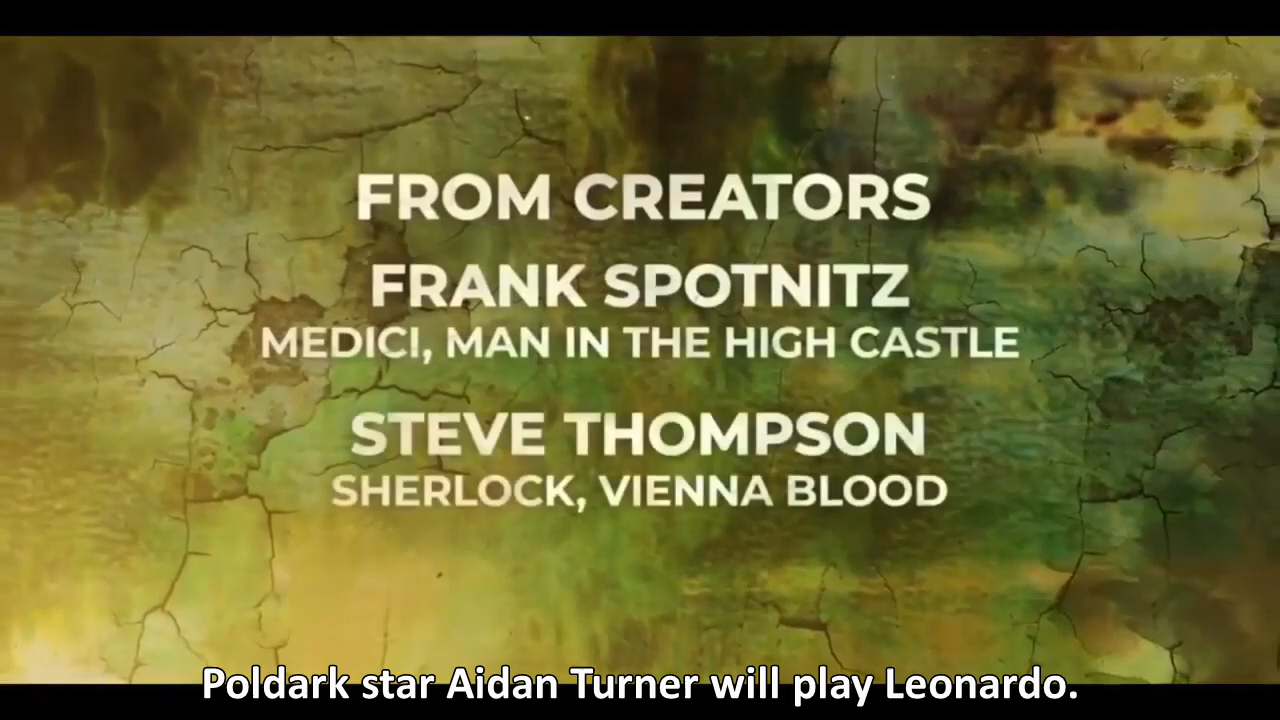 FROM CREATORS
FRANK SPOTNITZ
MEDICI, MAN IN THE HIGH CASTLE
STEVE THOMPSON
SHERLOCK, VIENNA BLOOD
Poldark star Aidan Turner will play Leonardo.